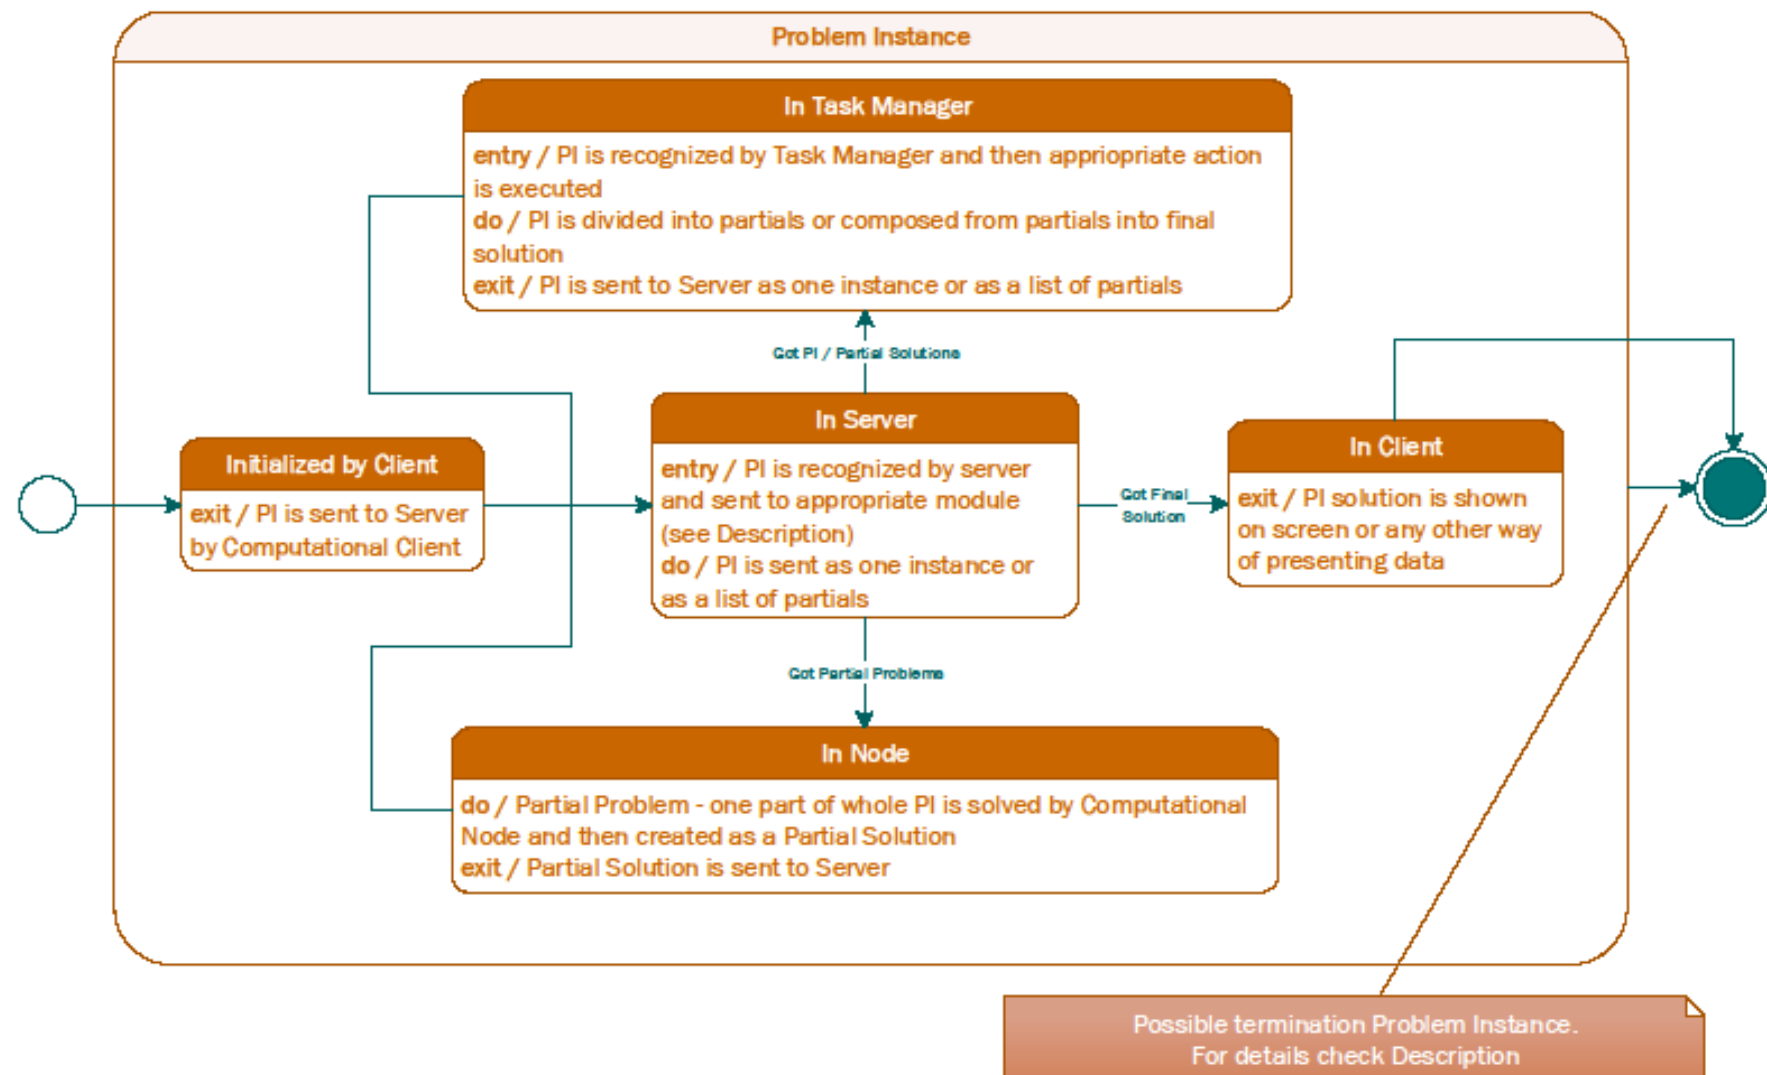 Problem Instance
In Task Manager
entry / PI is recognized by Task Manager and then appriopriate action
is executed
do / PI is divided into partials or composed from partials into final
solution
exit / PI is sent to Server as one instance or as a list of partials
Got PI / Partial Solutions
Initialized by Client
exit / PI is sent to Server
by Computational Client
In Server
entry / PI is recognized by server
and sent to appropriate module
(see Description)
do / PI is sent as one instance or
as a list of partials
Got Final
Solution
In Client
exit / PI solution is shown
on screen or any other way
of presenting data
Got Partial Problems
In Node
do / Partial Problem - one part of whole PI is solved by Computational
Node and then created as a Partial Solution
exit / Partial Solution is sent to Server
Possible termination Problem Instance.
For details check Description